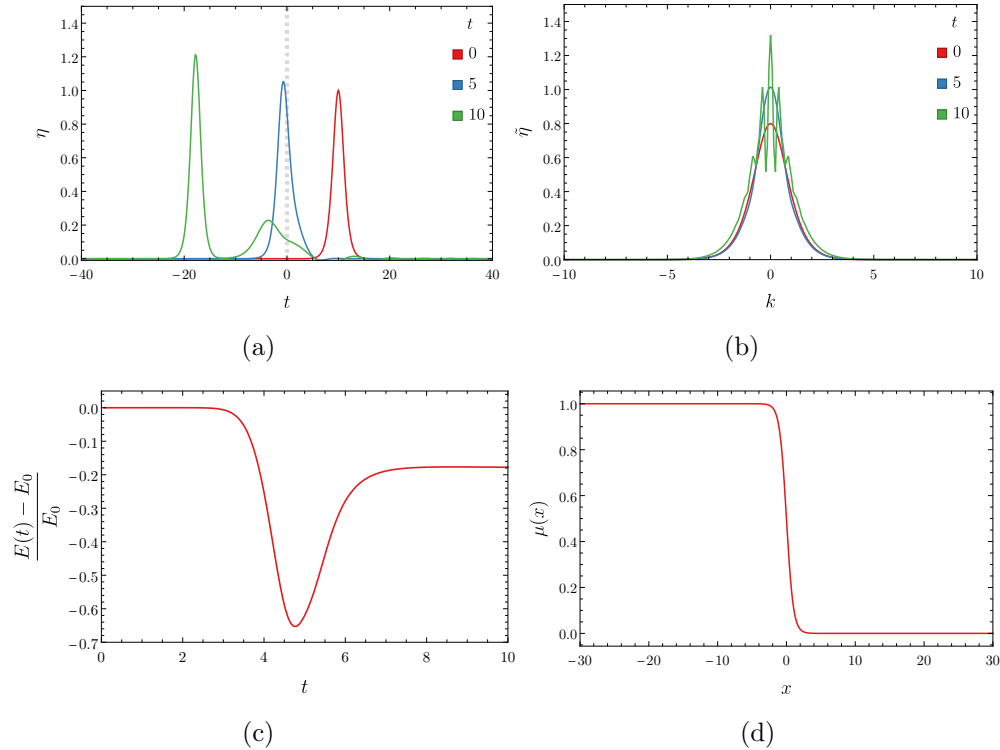 1.4
1.2
1.0
0.8
0.6
0.4
0.2
0.0
η
−40 −20 0 20 40
t
t
0
5
10
(a)
1.4
1.2
1.0
0.8
0.6
0.4
0.2
0.0
η̃
−10 −5 0 5 10
k
t
0
5
10
(b)
0.0
−0.1
−0.2
−0.3
−0.4
−0.5
−0.6
−0.7
E(t) − E₀
E₀
0 2 4 6 8 10
t
(c)
1.0
0.8
0.6
0.4
0.2
0.0
μ(x)
−30 −20 −10 0 10 20 30
x
(d)